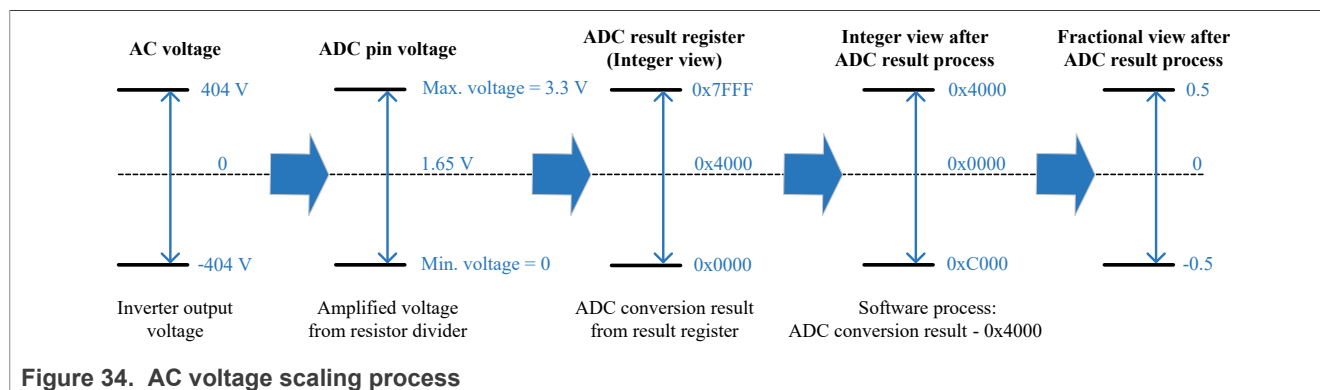 AC voltage
ADC pin voltage
ADC result register
(Integer view)
Integer view after
ADC result process
Fractional view after
ADC result process
404 V
Max. voltage = 3.3 V
0x7FFF
0x4000
0.5
0
1.65 V
0x4000
0x0000
0
-404 V
Min. voltage = 0
0x0000
0xC000
-0.5
Inverter output
voltage
Amplified voltage
from resistor divider
ADC conversion result
from result register
Software process:
ADC conversion result - 0x4000
Figure 34. AC voltage scaling process